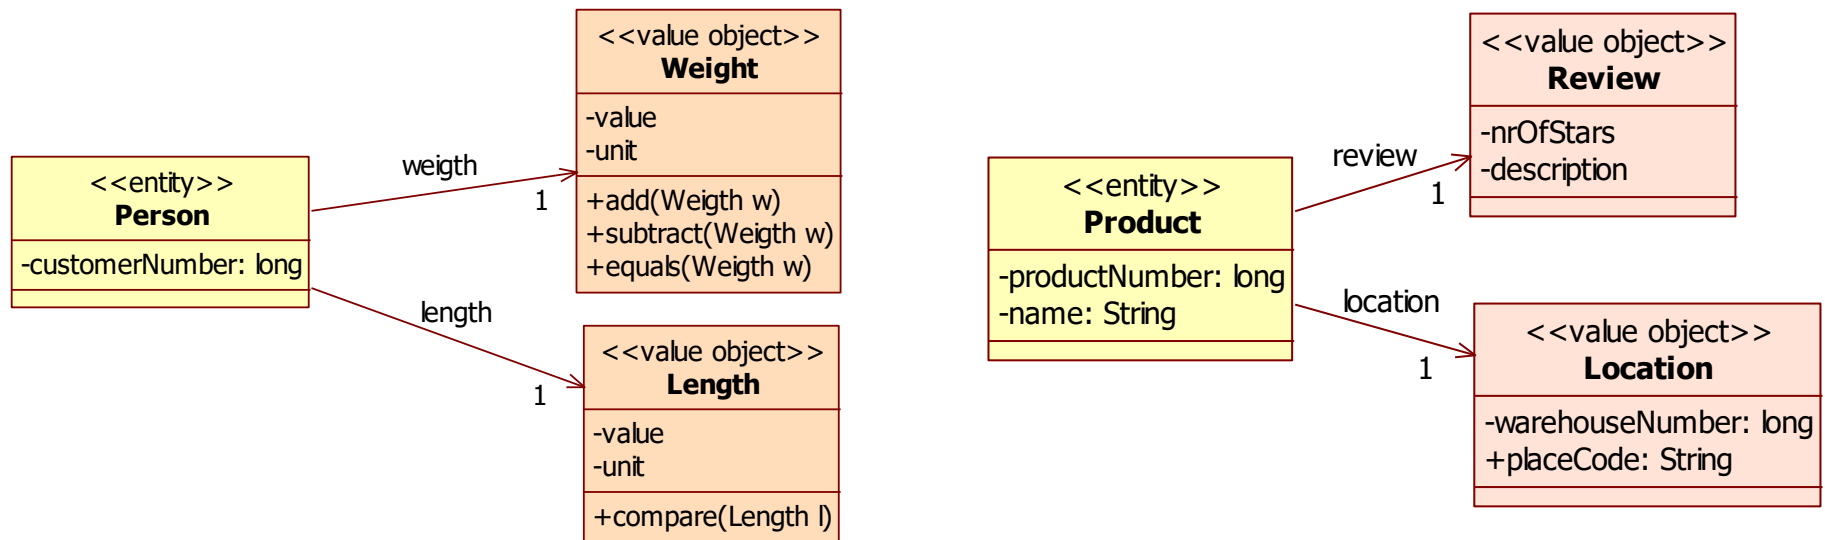 <<entity>>
Person
-customerNumber: long
weigth
1
length
1
<<value object>>
Weight
-value
-unit
+add(Weigth w)
+subtract(Weigth w)
+equals(Weigth w)
<<value object>>
Length
-value
-unit
+compare(Length l)
<<entity>>
Product
-productNumber: long
-name: String
review
1
location
1
<<value object>>
Review
-nrOfStars
-description
<<value object>>
Location
-warehouseNumber: long
+placeCode: String